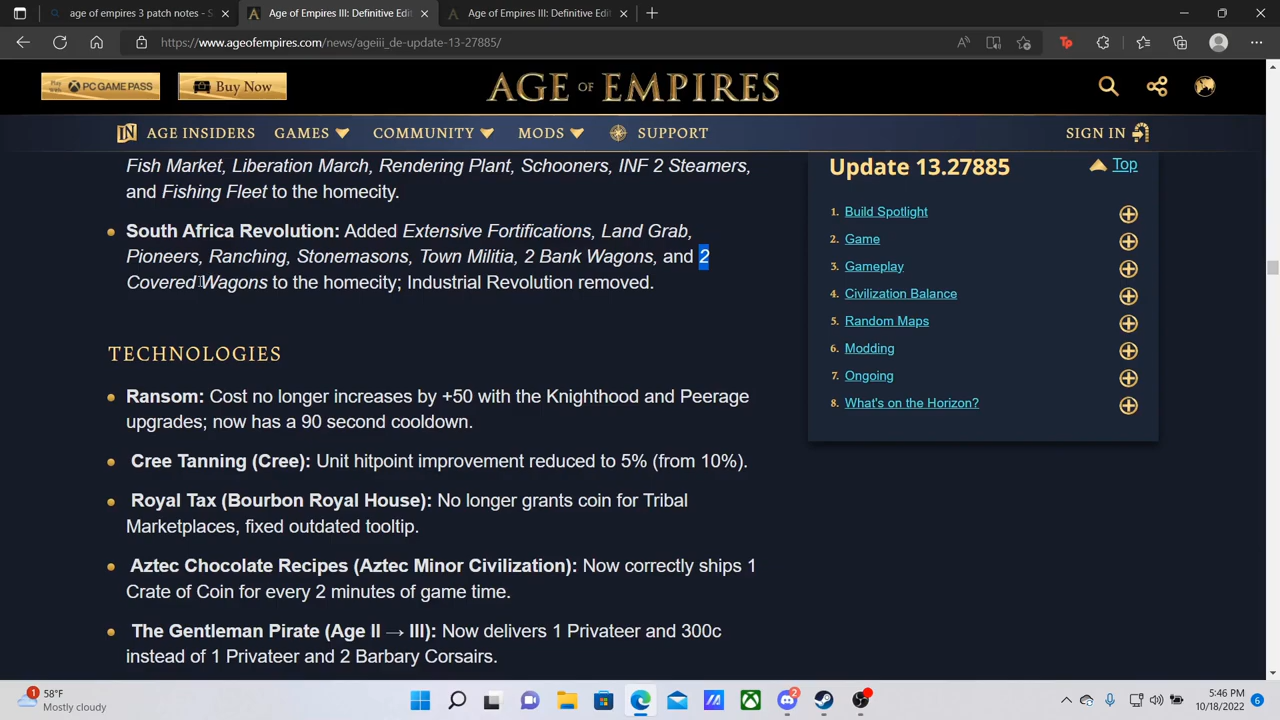 age of empires 3 patch notes - S
Age of Empires III: Definitive Edit
Age of Empires III: Definitive Edit
https://www.ageofempires.com/news/ageiii_de-update-13-27885/
PC GAME PASS
Buy Now
AGE OF EMPIRES
AGE INSIDERS GAMES COMMUNITY MODS SUPPORT SIGN IN
Fish Market, Liberation March, Rendering Plant, Schooners, INF 2 Steamers,
and Fishing Fleet to the homecity.
South Africa Revolution: Added Extensive Fortifications, Land Grab,
Pioneers, Ranching, Stonemasons, Town Militia, 2 Bank Wagons, and 2
Covered Wagons to the homecity; Industrial Revolution removed.
TECHNOLOGIES
Ransom: Cost no longer increases by +50 with the Knighthood and Peerage
upgrades; now has a 90 second cooldown.
Cree Tanning (Cree): Unit hitpoint improvement reduced to 5% (from 10%).
Royal Tax (Bourbon Royal House): No longer grants coin for Tribal
Marketplaces, fixed outdated tooltip.
Aztec Chocolate Recipes (Aztec Minor Civilization): Now correctly ships 1
Crate of Coin for every 2 minutes of game time.
The Gentleman Pirate (Age II → III): Now delivers 1 Privateer and 300c
instead of 1 Privateer and 2 Barbary Corsairs.
Update 13.27885
Top
1. Build Spotlight
2. Game
3. Gameplay
4. Civilization Balance
5. Random Maps
6. Modding
7. Ongoing
8. What's on the Horizon?
1
58°F
Mostly cloudy
2
5:46 PM
10/18/2022
6